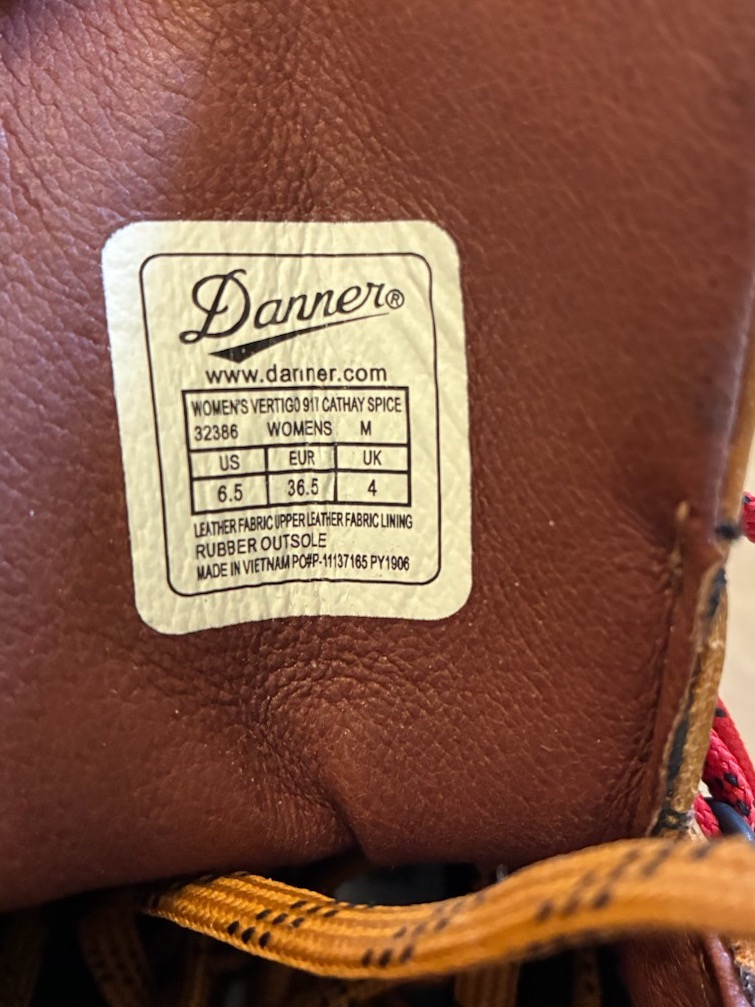 Danner®
www.danner.com
WOMEN'S VERTIGO 917 CATHAY SPICE
32386 WOMENS M
US EUR UK
6.5 36.5 4
LEATHER FABRIC UPPER LEATHER FABRIC LINING
RUBBER OUTSOLE
MADE IN VIETNAM PO#P-11137165 PY1906